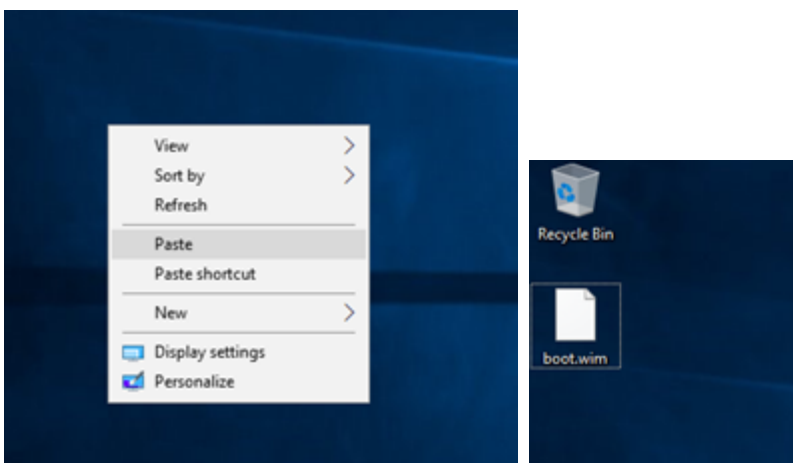 View
Sort by
Refresh
Paste
Paste shortcut
New
Display settings
Personalize
Recycle Bin
boot.wim